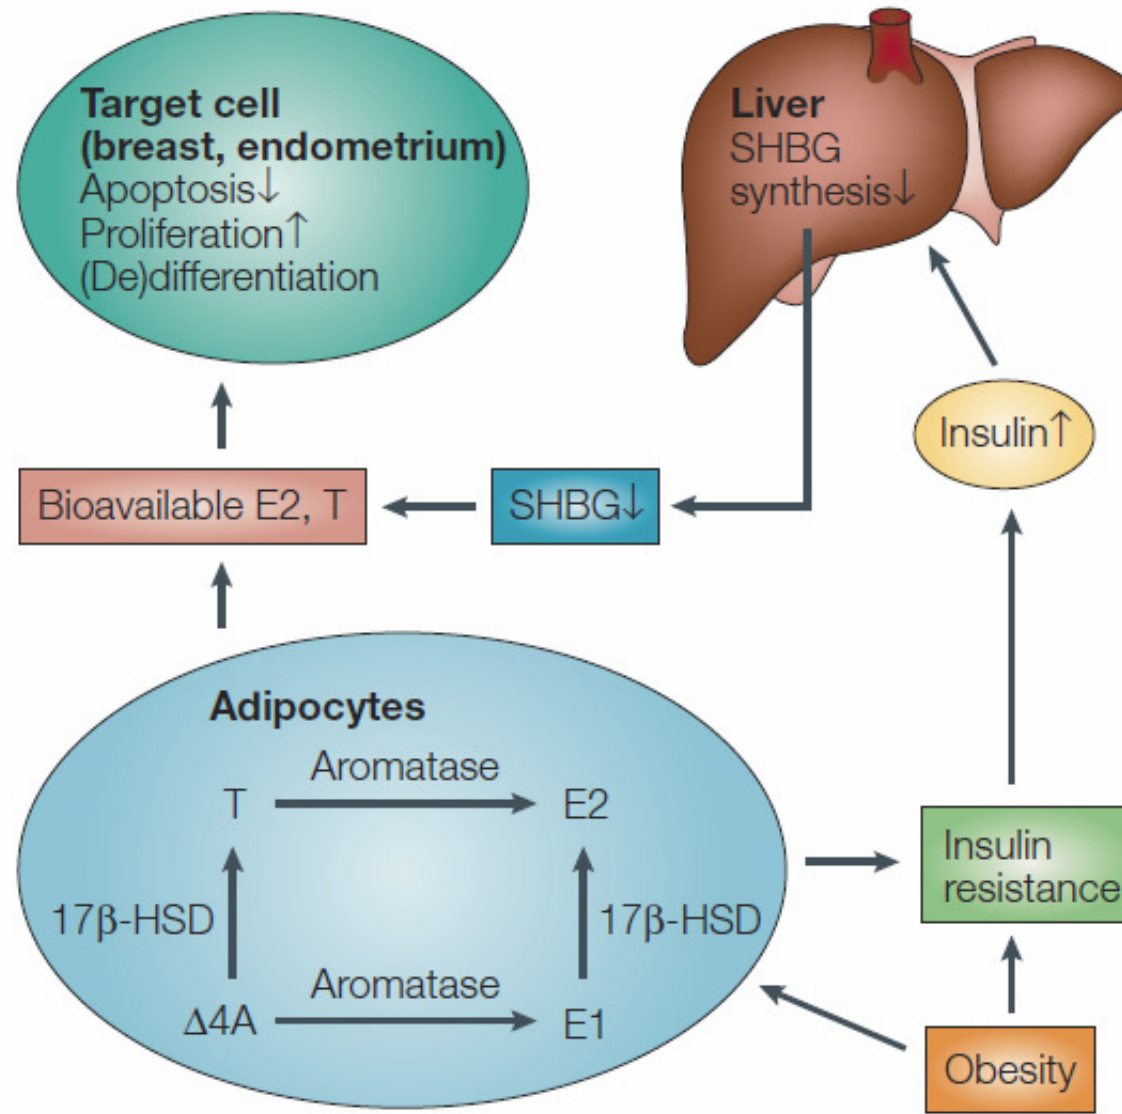 Target cell
(breast, endometrium)
Apoptosis↓
Proliferation↑
(De)differentiation
Liver
SHBG
synthesis↓
Insulin↑
Bioavailable E2, T
SHBG↓
Adipocytes
Aromatase
T
E2
17β-HSD
17β-HSD
Aromatase
Δ4A
E1
Insulin
resistance
Obesity